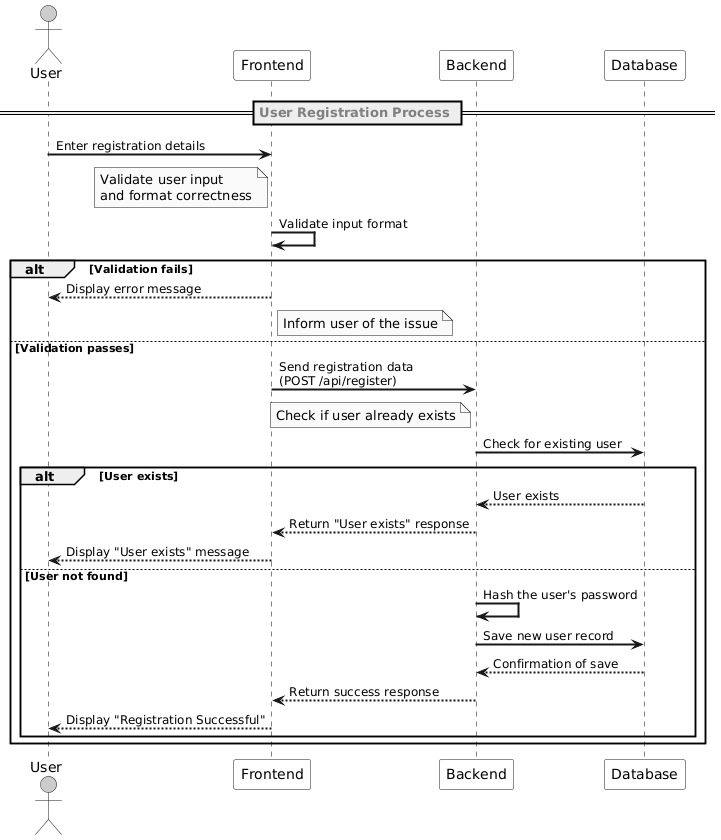 User
Frontend
Backend
Database
User Registration Process
Enter registration details
Validate user input
and format correctness
Validate input format
alt
[Validation fails]
Display error message
Inform user of the issue
[Validation passes]
Send registration data
(POST /api/register)
Check if user already exists
Check for existing user
alt
[User exists]
User exists
Return "User exists" response
Display "User exists" message
[User not found]
Hash the user's password
Save new user record
Confirmation of save
Return success response
Display "Registration Successful"
User
Frontend
Backend
Database